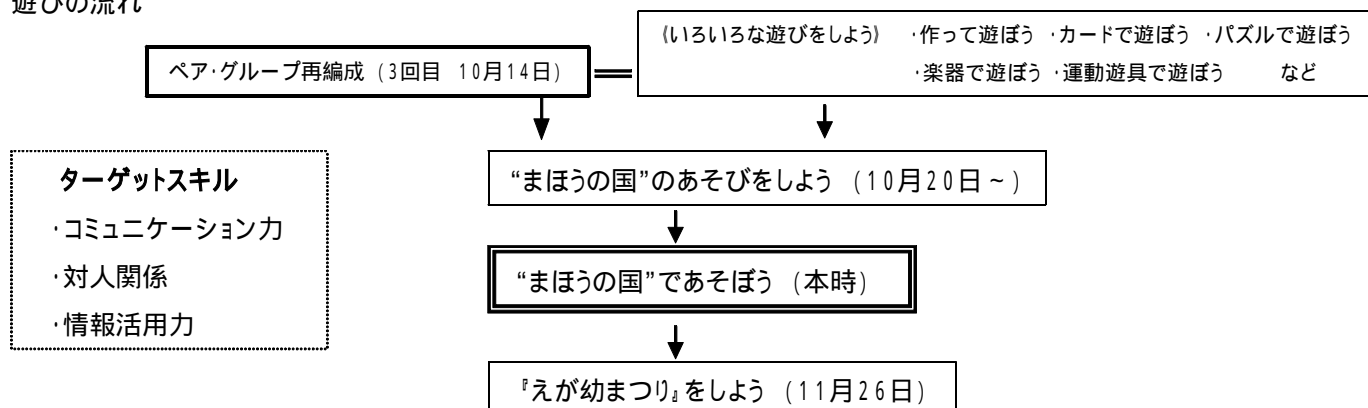 遊びの流れ
《いろいろな遊びをしよう》 ・作って遊ぼう ・カードで遊ぼう ・パズルで遊ぼう
・楽器で遊ぼう ・運動遊具で遊ぼう など
ペア・グループ再編成（3回目 10月14日）
“まほうの国”のあそびをしよう（10月20日~）
ターゲットスキル
・コミュニケーション力
・対人関係
・情報活用力
“まほうの国”であそぼう（本時）
『えが幼まつり』をしよう（11月26日）